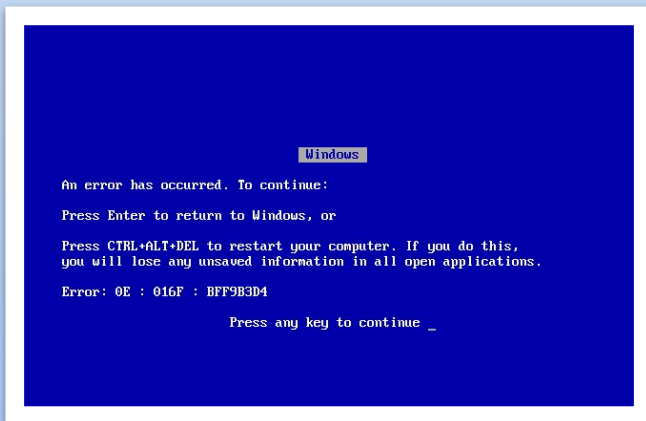 Windows
An error has occurred. To continue:
Press Enter to return to Windows, or
Press CTRL+ALT+DEL to restart your computer. If you do this,
you will lose any unsaved information in all open applications.
Error: 0E : 016F : BFF9B3D4
Press any key to continue _